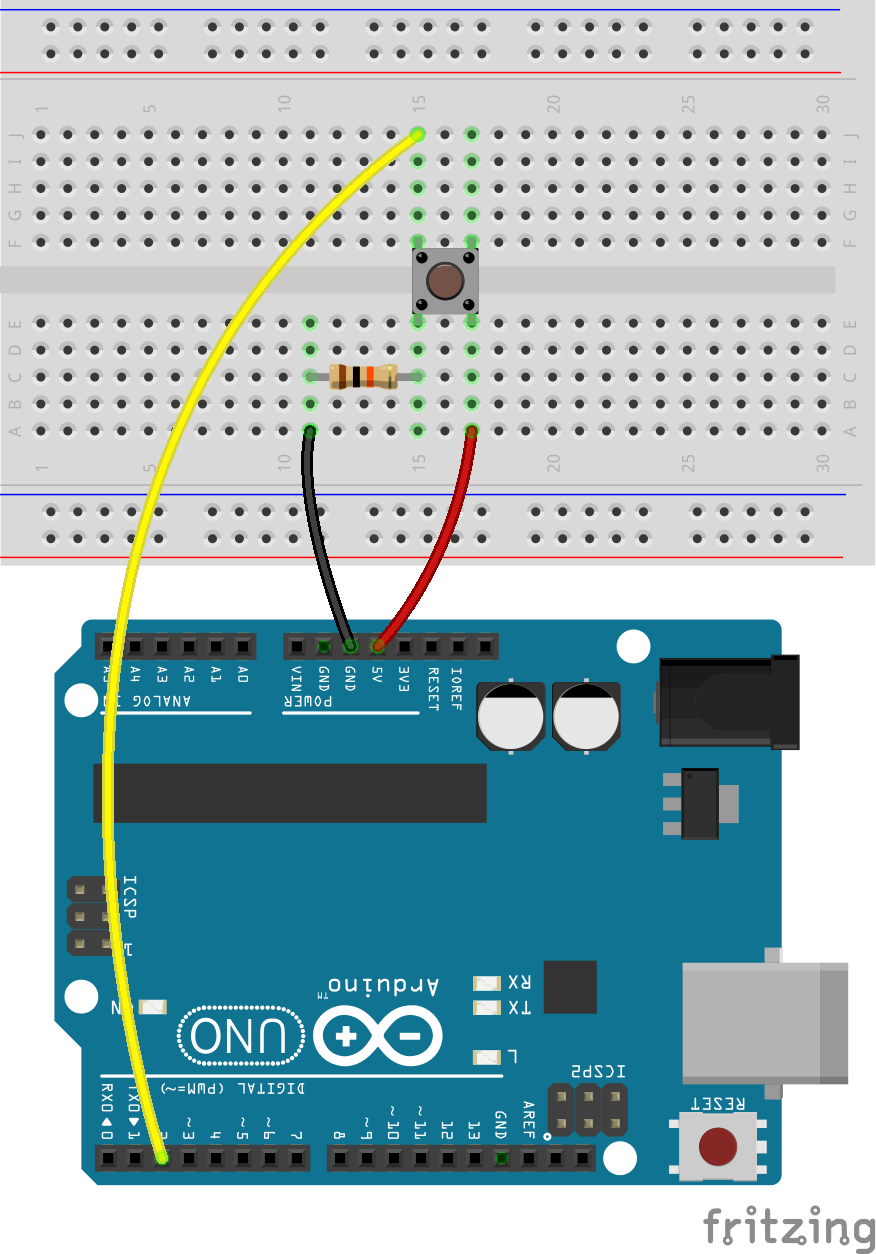 1 5 10 15 20 25 30
J J
I I
H H
G G
F F
E E
D D
C C
B B
A A
1 5 10 15 20 25 30
A5 A4 A3 A2 A1 A0 VIN GND GND 5V 3V3 RESET IOREF
ANALOG IN POWER
ICSP
1
Arduino™ RX
ON UNO TX
L
DIGITAL (PWM=~) ICSP2
RX0◀0 TX0▶1 2 ~3 4 ~5 ~6 7 8 ~9 ~10 ~11 12 13 GND AREF
RESET
fritzing